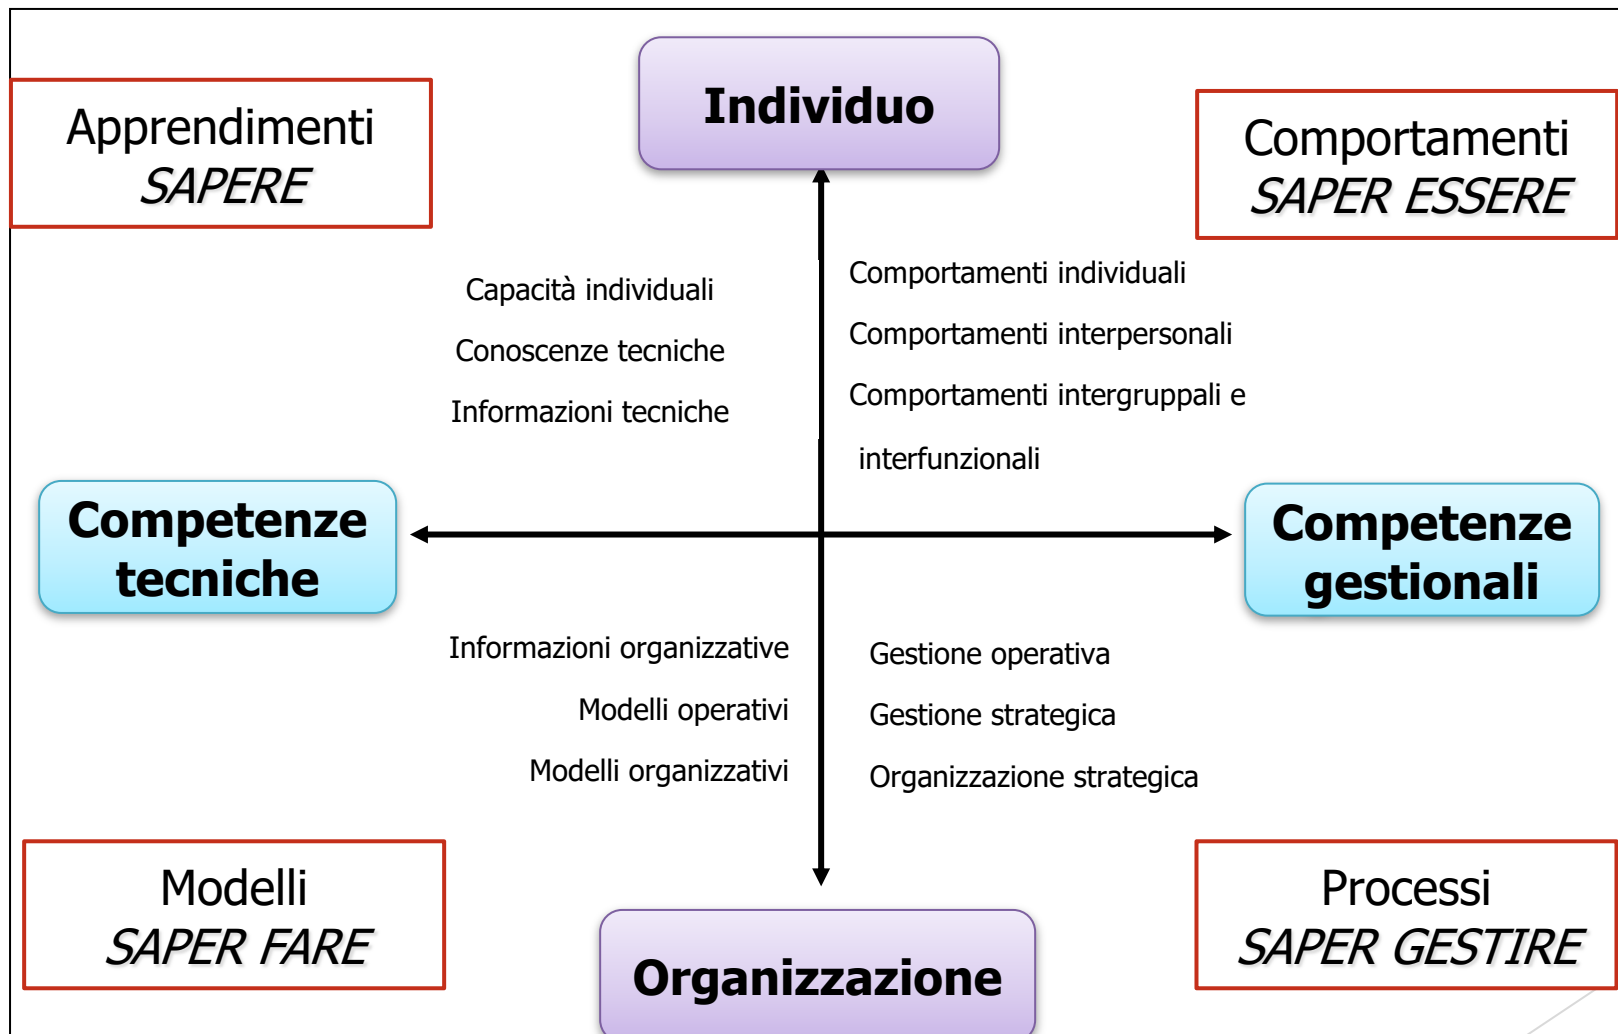 Individuo
Apprendimenti
SAPERE
Comportamenti
SAPER ESSERE
Capacità individuali
Conoscenze tecniche
Informazioni tecniche
Comportamenti individuali
Comportamenti interpersonali
Comportamenti intergruppali e
interfunzionali
Competenze
tecniche
Competenze
gestionali
Informazioni organizzative
Modelli operativi
Modelli organizzativi
Gestione operativa
Gestione strategica
Organizzazione strategica
Modelli
SAPER FARE
Processi
SAPER GESTIRE
Organizzazione